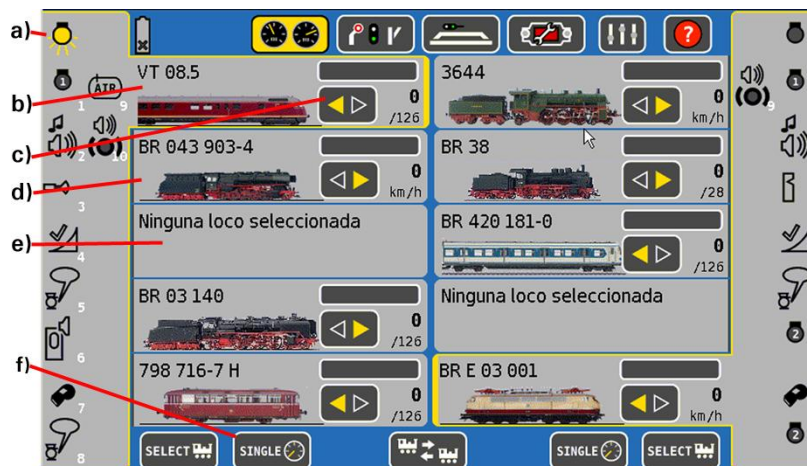 a)
b)
c)
d)
e)
f)
1
AIR
9
2
10
3
4
5
6
7
8
VT 08.5
0
/126
3644
0
km/h
BR 043 903-4
0
km/h
BR 38
0
/28
Ninguna loco seleccionada
BR 420 181-0
0
/126
BR 03 140
0
/126
Ninguna loco seleccionada
798 716-7 H
0
/126
BR E 03 001
0
km/h
SELECT
SINGLE
SINGLE
SELECT
?
1
9
2
2